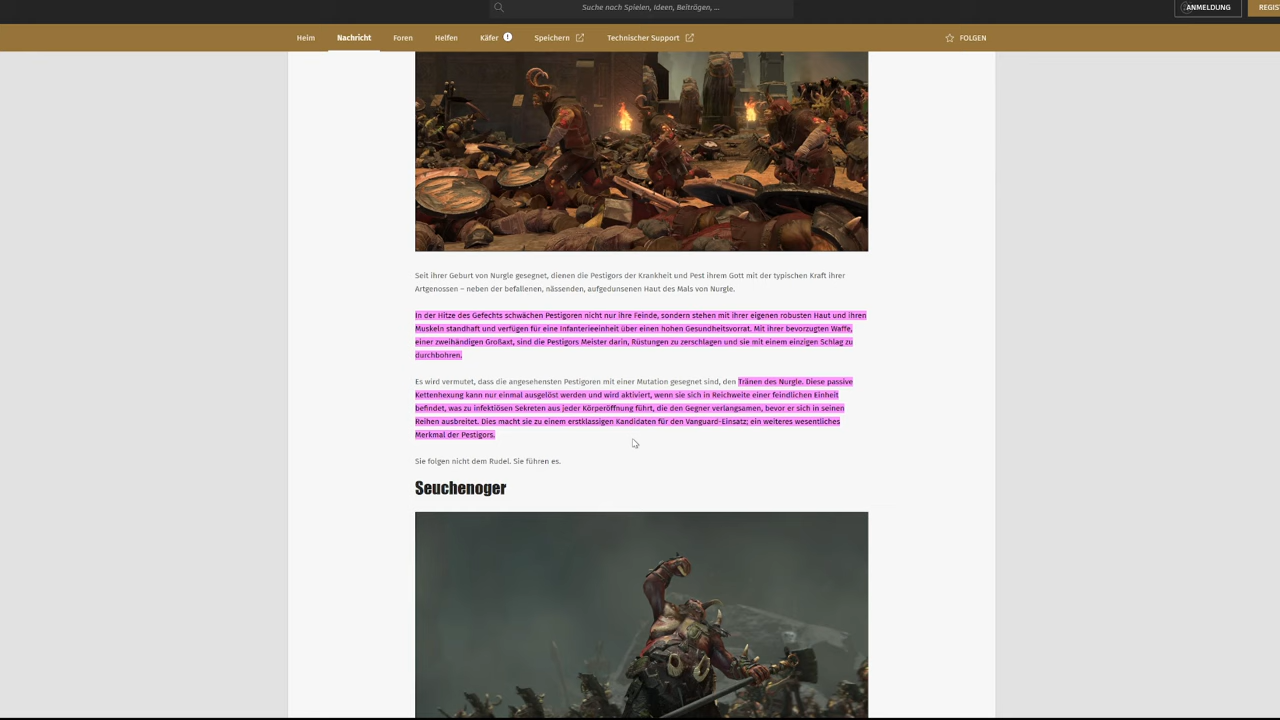 Suche nach Spielen, Ideen, Beiträgen, ...
ANMELDUNG
REGIS
Heim
Nachricht
Foren
Helfen
Käfer
Speichern
Technischer Support
FOLGEN
Seit ihrer Geburt von Nurgle gesegnet, dienen die Pestigors der Krankheit und Pest ihrem Gott mit der typischen Kraft ihrer
Artgenossen – neben der befallenen, nässenden, aufgedunsenen Haut des Mals von Nurgle.
In der Hitze des Gefechts schwächen Pestigoren nicht nur ihre Feinde, sondern stehen mit ihrer eigenen robusten Haut und ihren
Muskeln standhaft und verfügen für eine Infanterieeinheit über einen hohen Gesundheitsvorrat. Mit ihrer bevorzugten Waffe,
einer zweihändigen Großaxt, sind die Pestigors Meister darin, Rüstungen zu zerschlagen und sie mit einem einzigen Schlag zu
durchbohren.
Es wird vermutet, dass die angesehensten Pestigoren mit einer Mutation gesegnet sind, den Tränen des Nurgle. Diese passive
Kettenhexung kann nur einmal ausgelöst werden und wird aktiviert, wenn sie sich in Reichweite einer feindlichen Einheit
befindet, was zu infektiösen Sekreten aus jeder Körperöffnung führt, die den Gegner verlangsamen, bevor er sich in seinen
Reihen ausbreitet. Dies macht sie zu einem erstklassigen Kandidaten für den Vanguard-Einsatz; ein weiteres wesentliches
Merkmal der Pestigors.
Sie folgen nicht dem Rudel. Sie führen es.
Seuchenoger